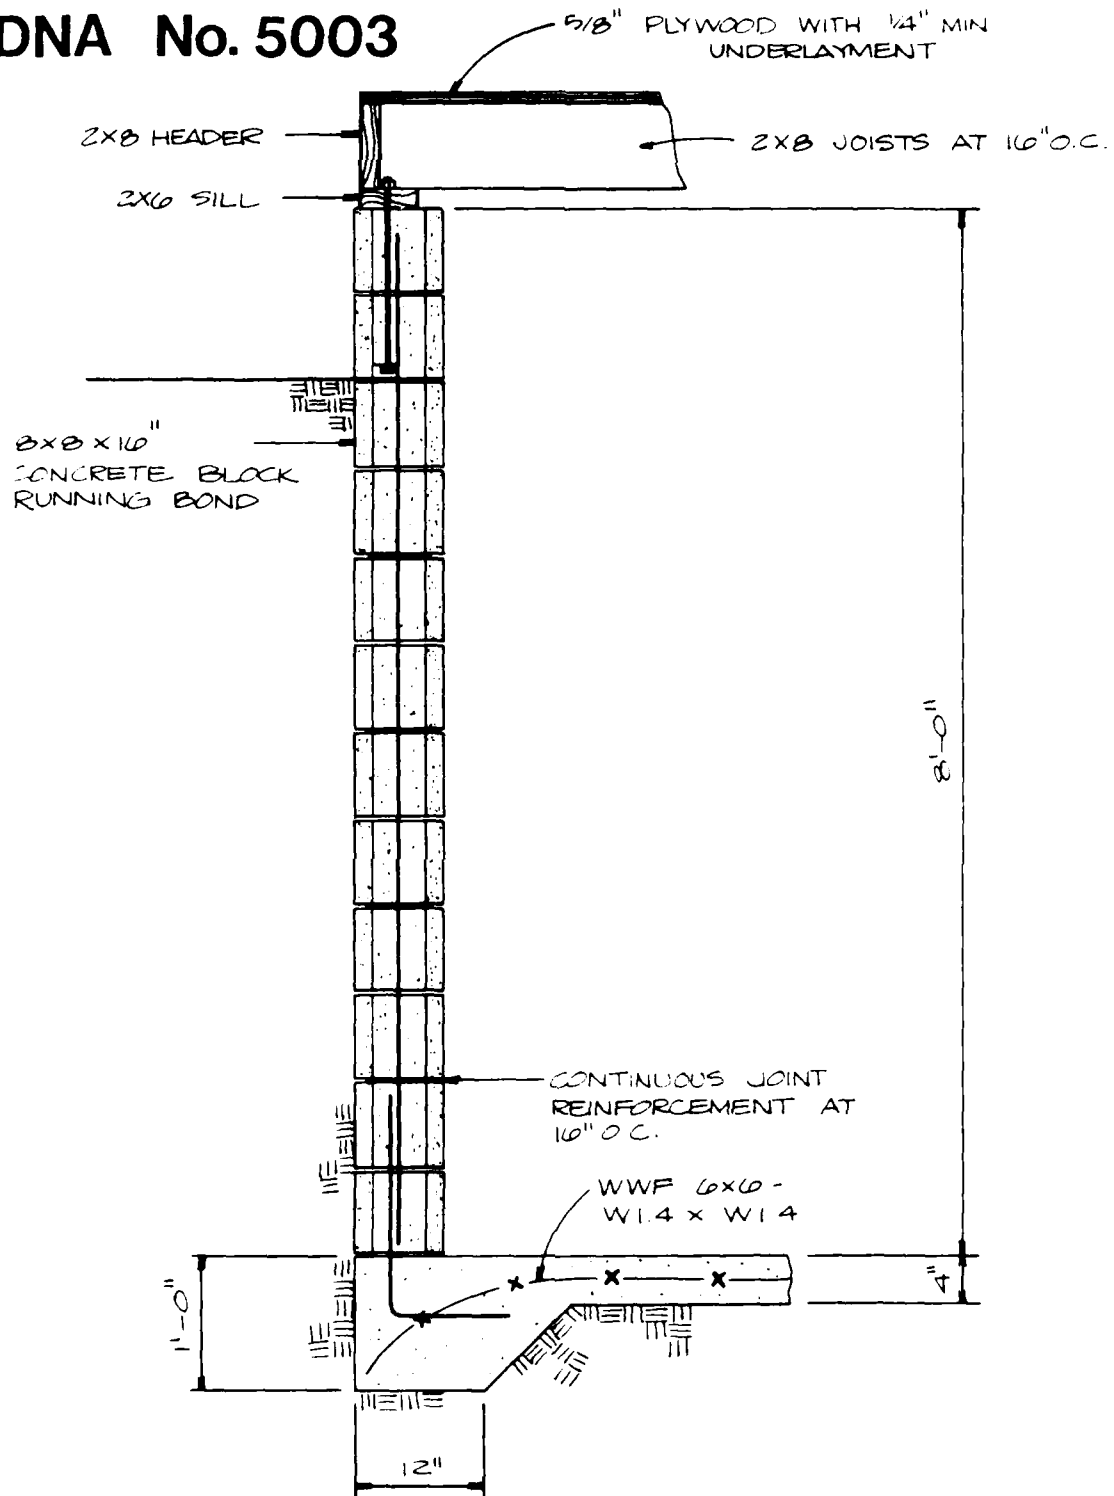 DNA No. 5003
5/8" PLYWOOD WITH 1/4" MIN
UNDERLAYMENT
2X8 HEADER
2X8 JOISTS AT 16" O.C.
2X6 SILL
8X8X16"
CONCRETE BLOCK
RUNNING BOND
8'-0"
CONTINUOUS JOINT
REINFORCEMENT AT
16" O C.
WWF 6X6-
W1.4 X W1 4
1'-0"
4"
12"